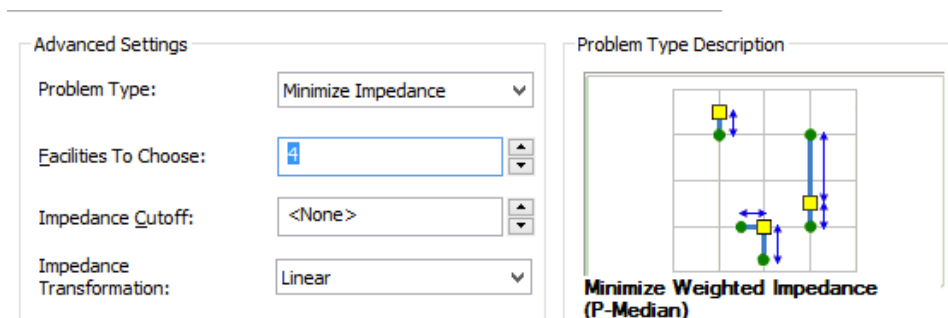 Advanced Settings
Problem Type: Minimize Impedance
Facilities To Choose: 4
Impedance Cutoff: <None>
Impedance
Transformation: Linear
Problem Type Description
Minimize Weighted Impedance
(P-Median)